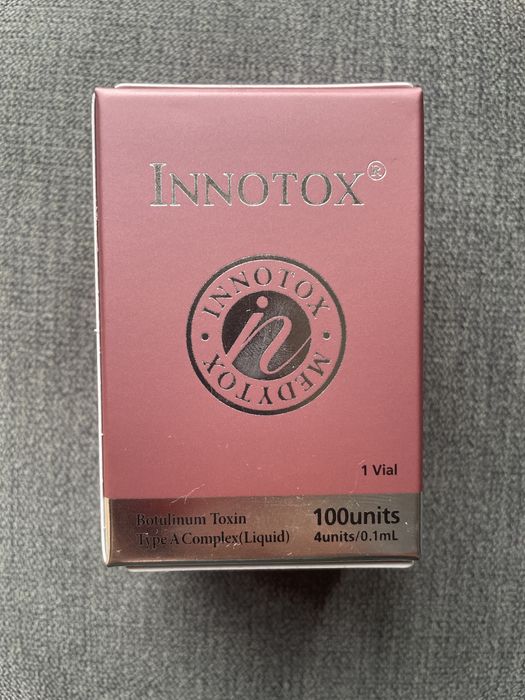 INNOTOX®
INNOTOX · MEDYTOX ·
in
1 Vial
Botulinum Toxin
Type A Complex(Liquid)
100units
4units/0.1mL